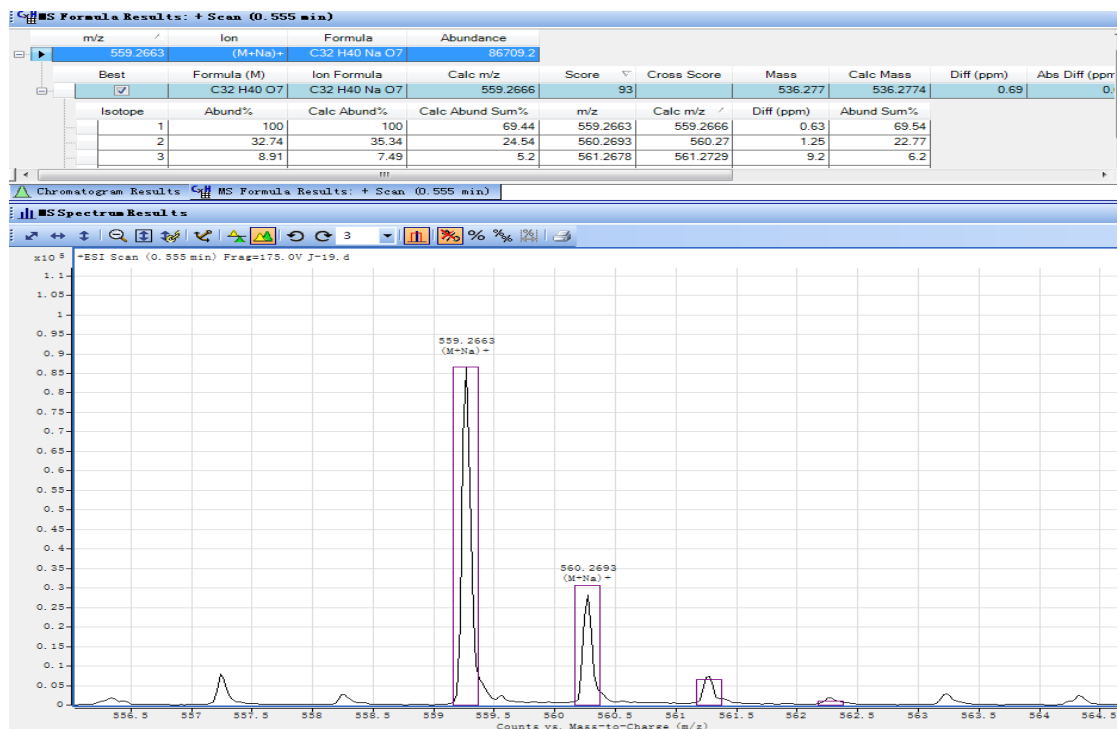 MS Formula Results: + Scan (0.555 min)
m/z Ion Formula Abundance
559.2663 (M+Na)+ C32 H40 Na O7 86709.2
Best Formula (M) Ion Formula Calc m/z Score Cross Score Mass Calc Mass Diff (ppm) Abs Diff (ppm
C32 H40 O7 C32 H40 Na O7 559.2666 93 536.277 536.2774 0.69
Isotope Abund% Calc Abund% Calc Abund Sum% m/z Calc m/z Diff (ppm) Abund Sum%
1 100 100 69.44 559.2663 559.2666 0.63 69.54
2 32.74 35.34 24.54 560.2693 560.27 1.25 22.77
3 8.91 7.49 5.2 561.2678 561.2729 9.2 6.2
Chromatogram Results MS Formula Results: + Scan (0.555 min)
MS Spectrum Results
3
x10 5 +ESI Scan (0.555 min) Frag=175.0V J-19.d
1.1
1.05
1
0.95
0.9
0.85
0.8
0.75
0.7
0.65
0.6
0.55
0.5
0.45
0.4
0.35
0.3
0.25
0.2
0.15
0.1
0.05
0
559.2663
(M+Na)+
560.2693
(M+Na)+
556.5 557 557.5 558 558.5 559 559.5 560 560.5 561 561.5 562 562.5 563 563.5 564 564.5
Counts vs. Mass-to-Charge (m/z)